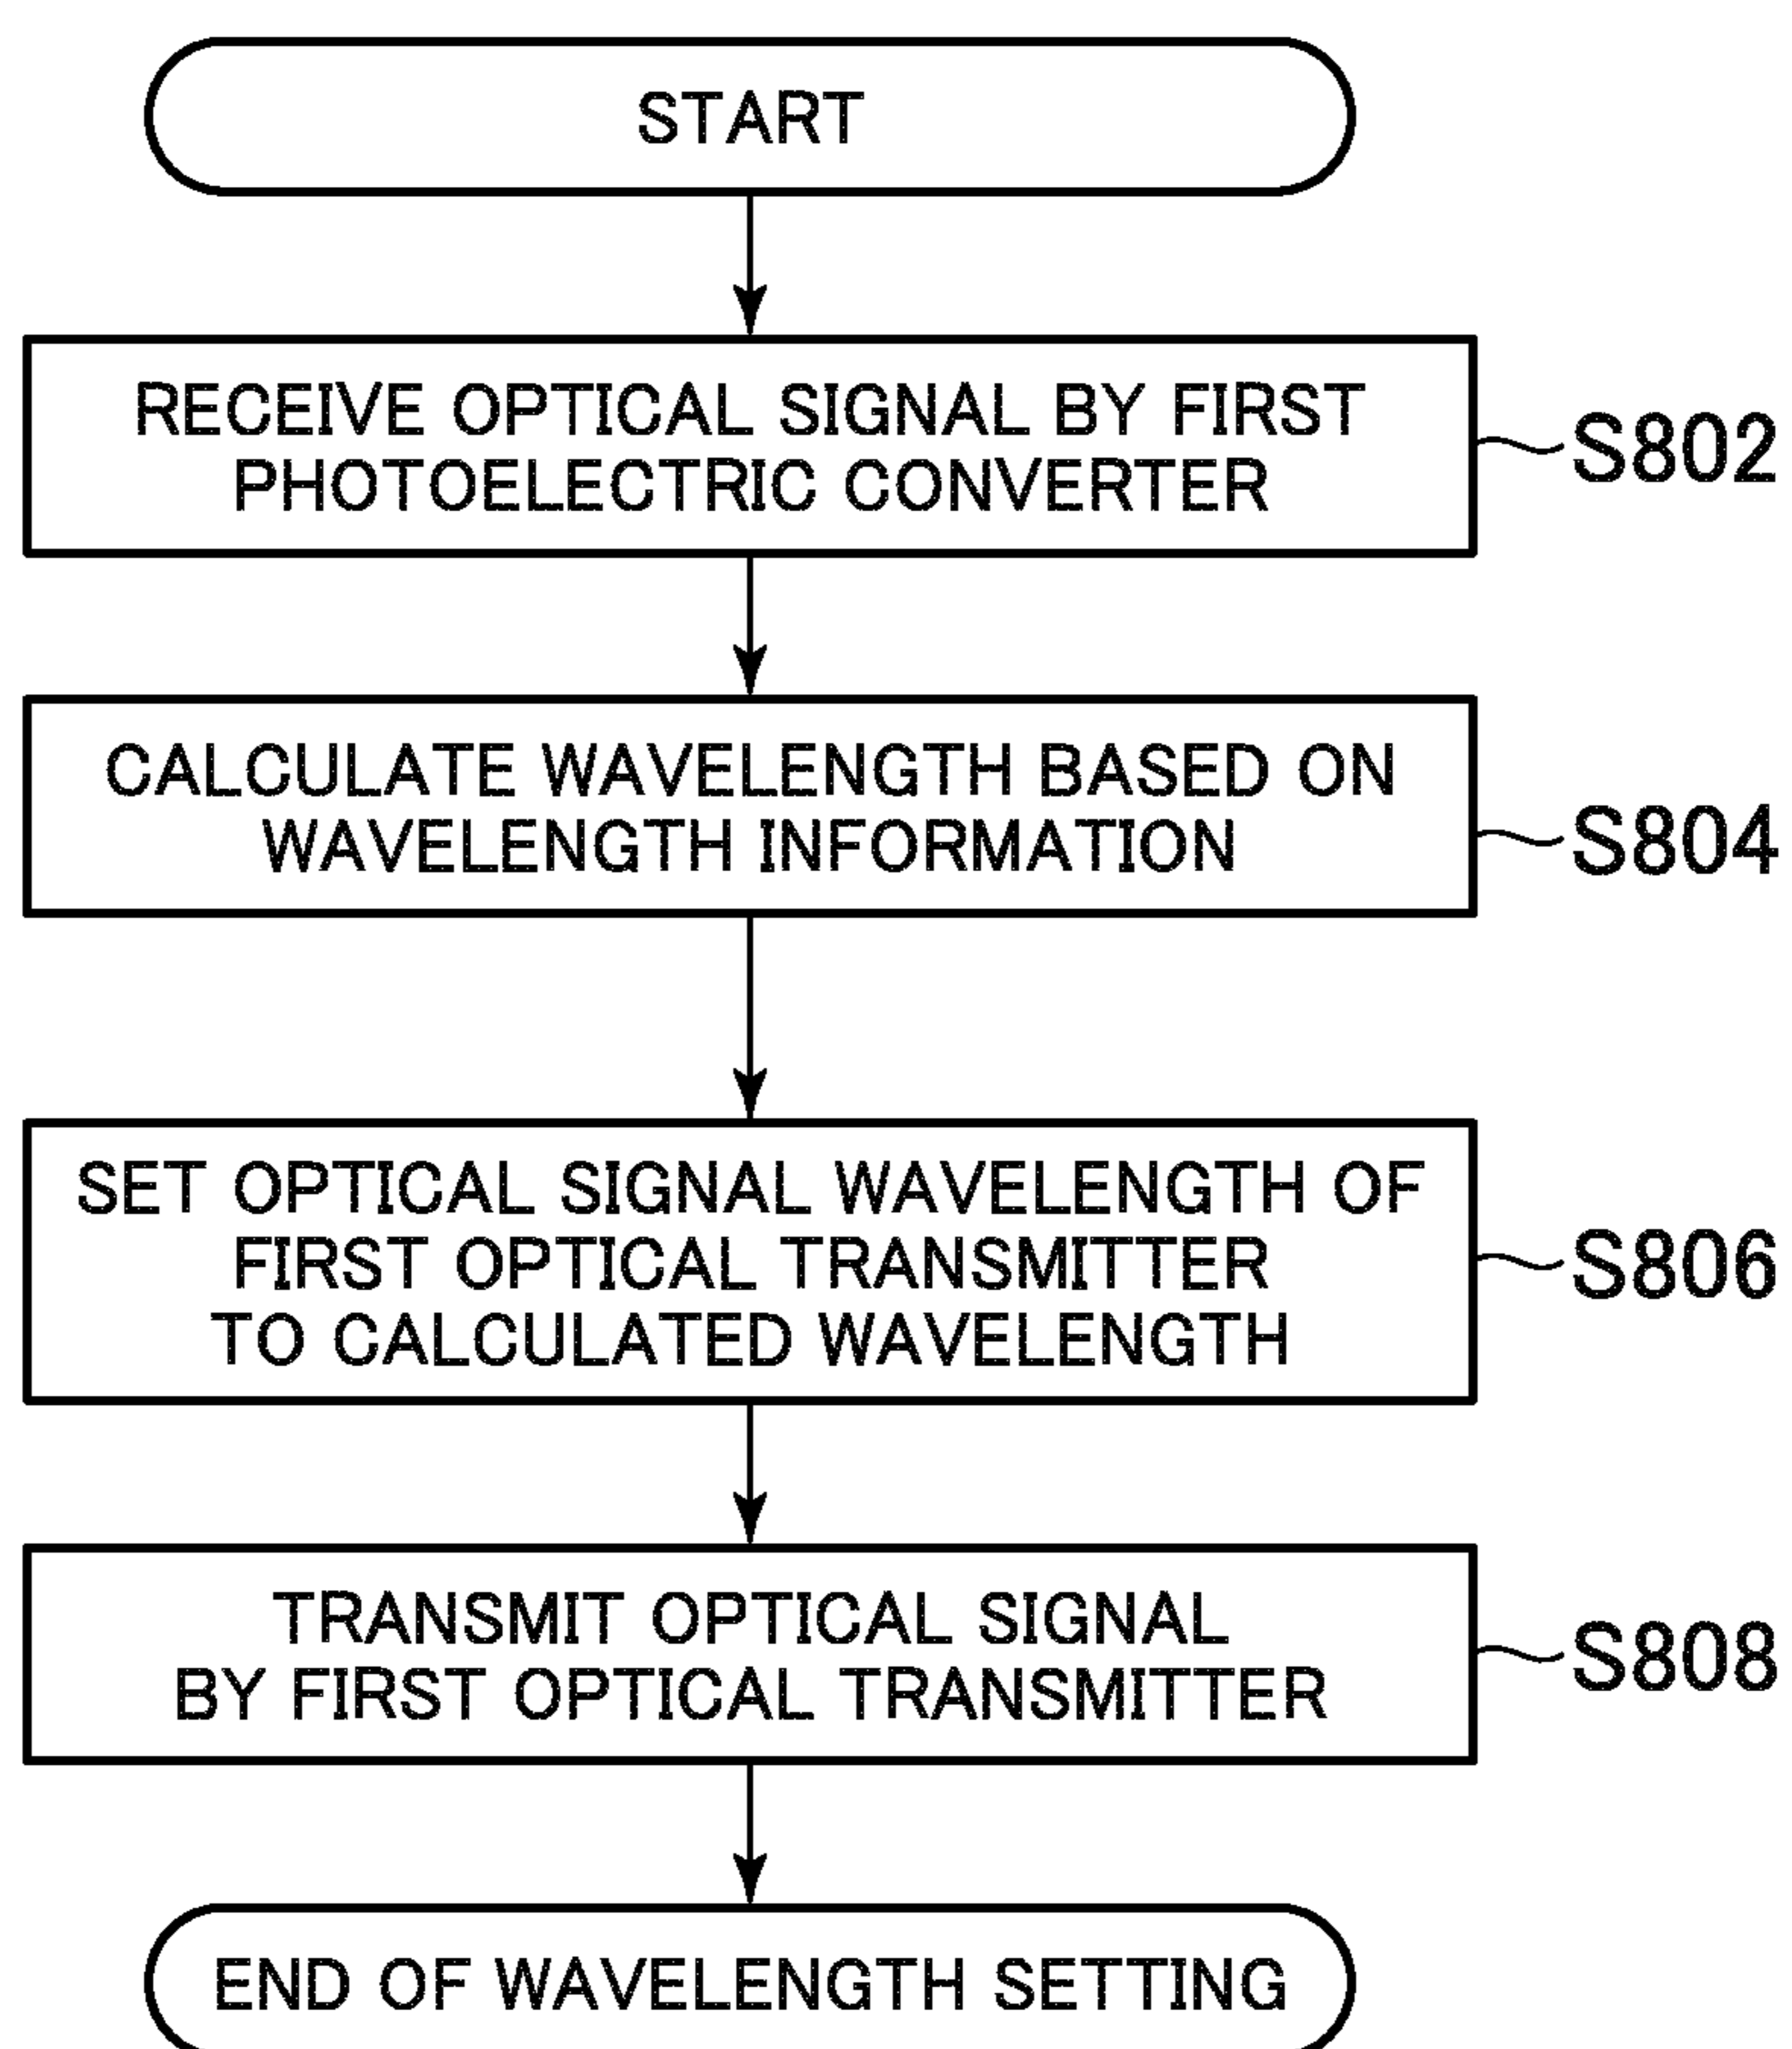 START
RECEIVE OPTICAL SIGNAL BY FIRST
PHOTOELECTRIC CONVERTER
S802
CALCULATE WAVELENGTH BASED ON
WAVELENGTH INFORMATION
S804
SET OPTICAL SIGNAL WAVELENGTH OF
FIRST OPTICAL TRANSMITTER
TO CALCULATED WAVELENGTH
S806
TRANSMIT OPTICAL SIGNAL
BY FIRST OPTICAL TRANSMITTER
S808
END OF WAVELENGTH SETTING